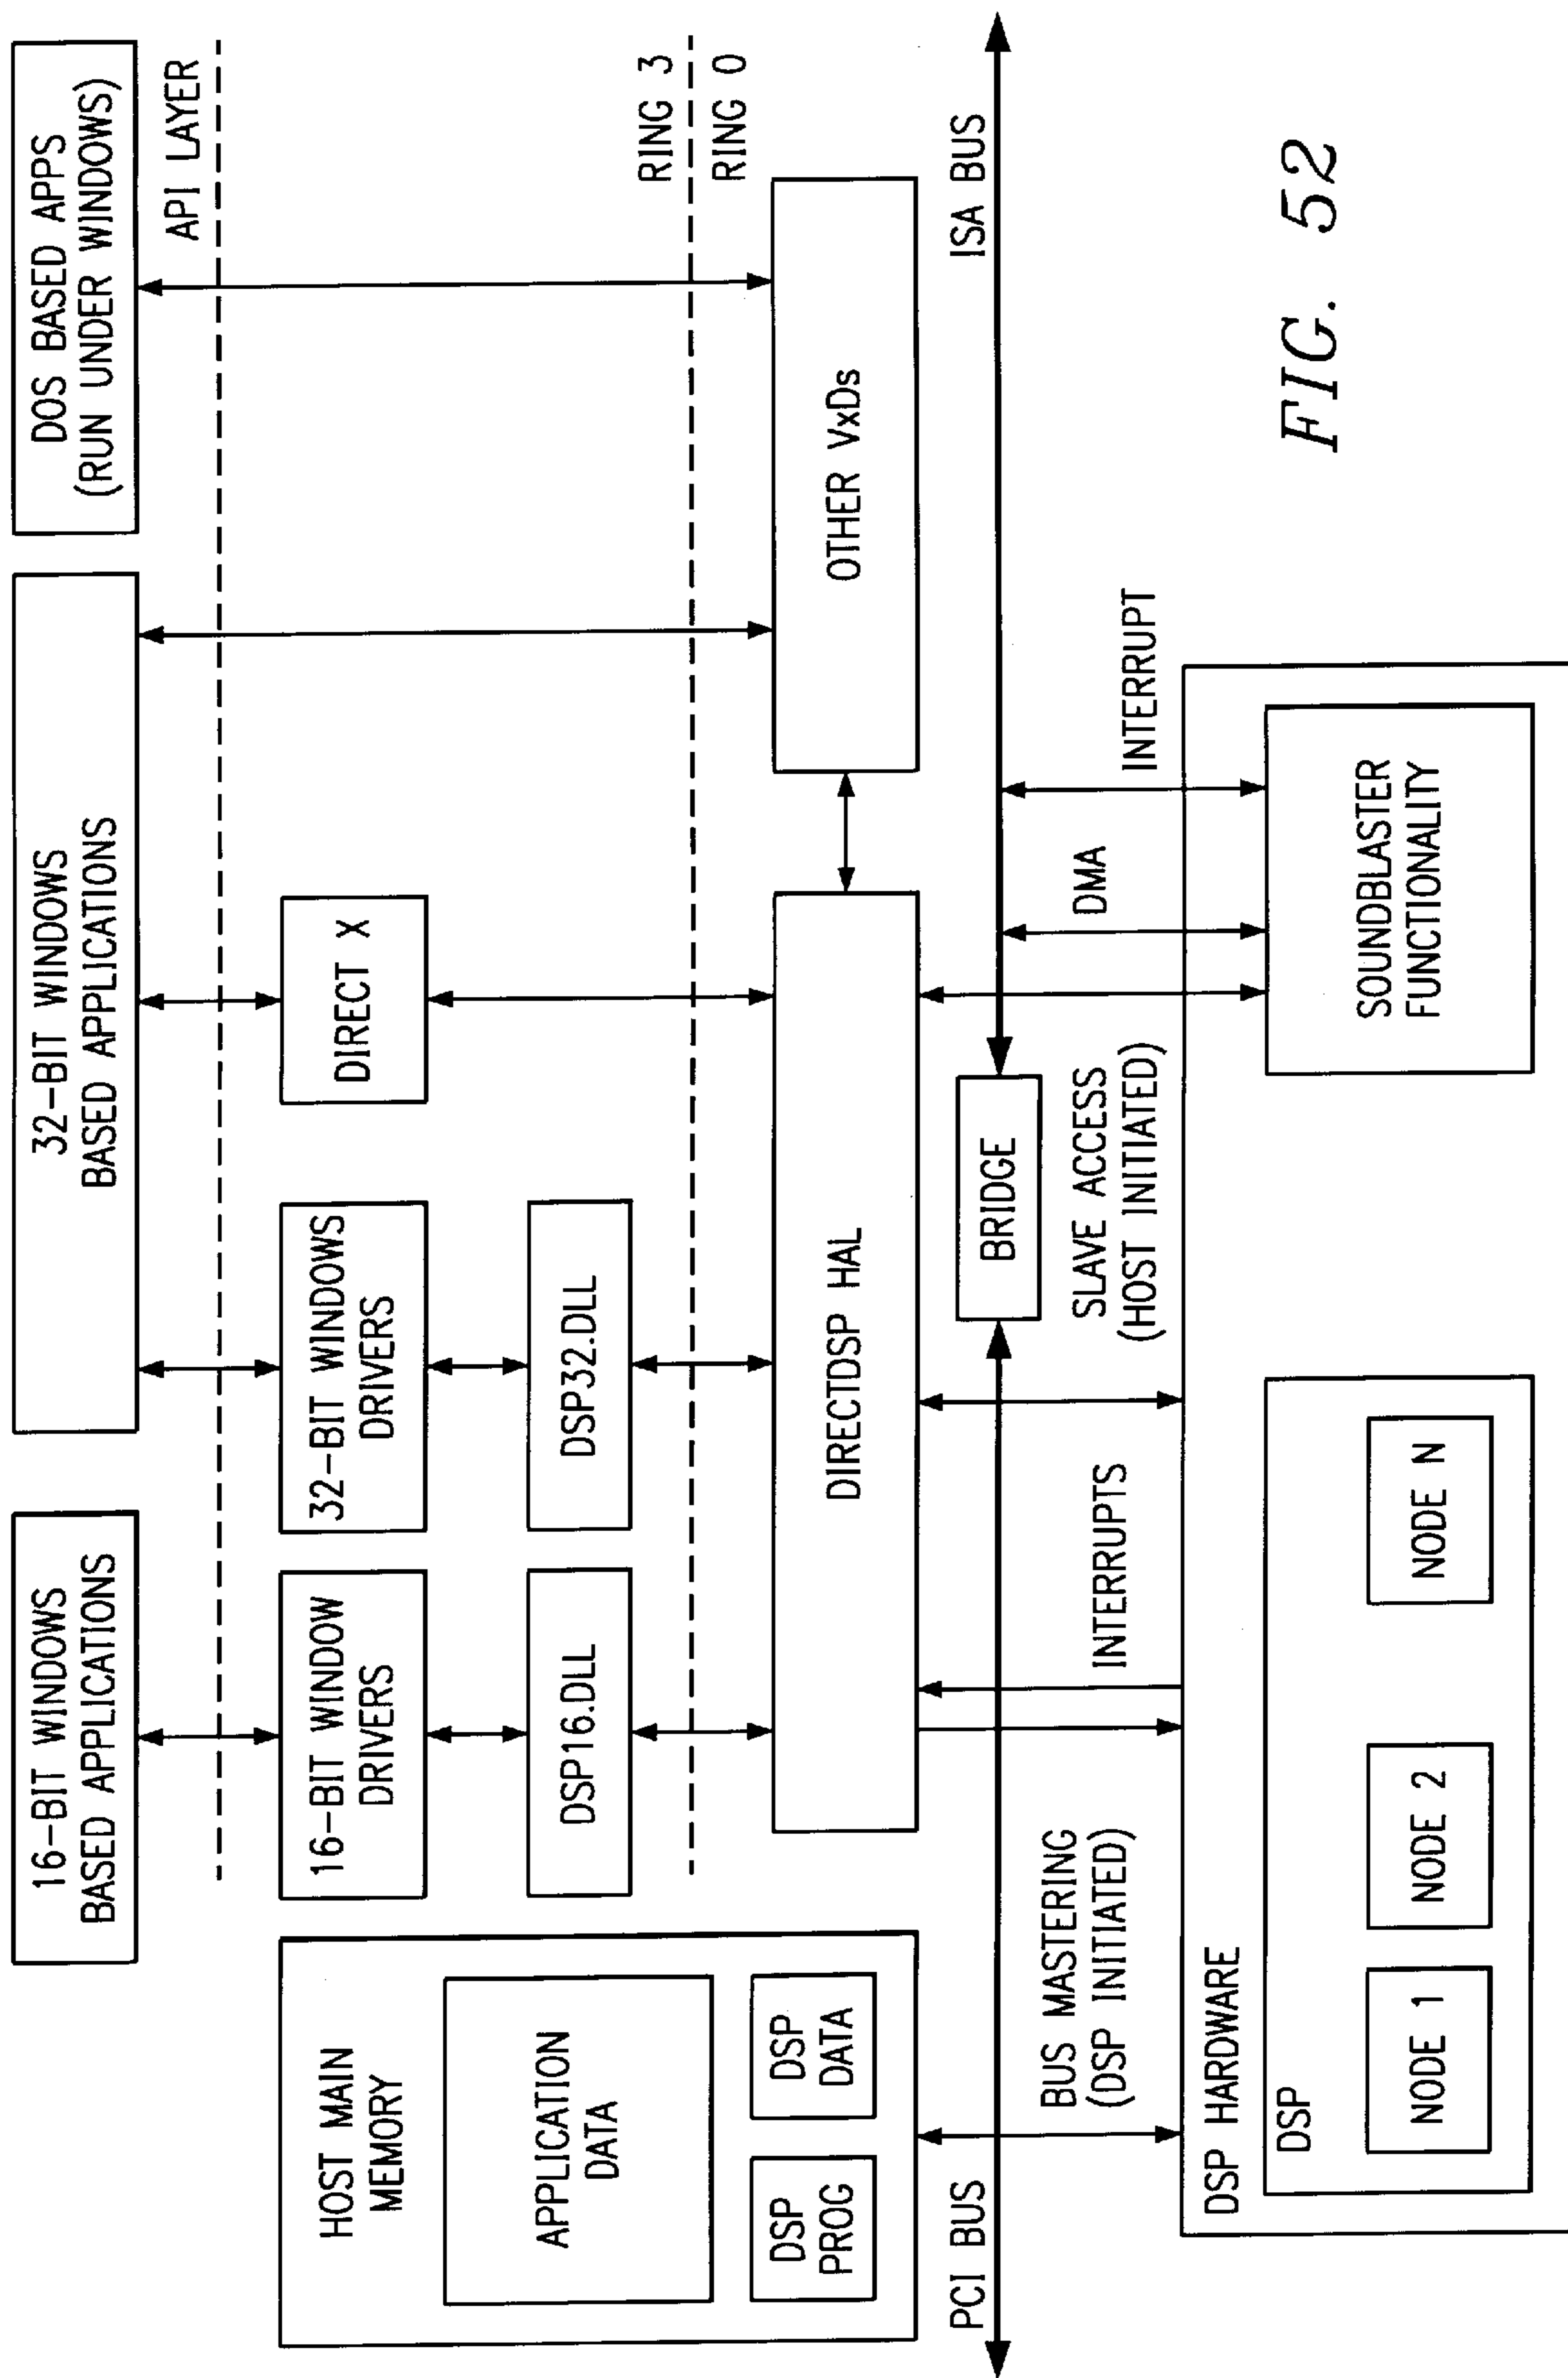 16-BIT WINDOWS
BASED APPLICATIONS
32-BIT WINDOWS
BASED APPLICATIONS
DOS BASED APPS
(RUN UNDER WINDOWS)
API LAYER
HOST MAIN
MEMORY
APPLICATION
DATA
DSP
PROG
DSP
DATA
16-BIT WINDOW
DRIVERS
32-BIT WINDOWS
DRIVERS
DIRECT X
DSP16.DLL
DSP32.DLL
RING 3
RING 0
DIRECTDSP HAL
OTHER VxDs
PCI BUS
BRIDGE
ISA BUS
BUS MASTERING
(DSP INITIATED)
INTERRUPTS
SLAVE ACCESS
(HOST INITIATED)
DMA
INTERRUPT
DSP HARDWARE
DSP
NODE 1
NODE 2
NODE N
SOUNDBLASTER
FUNCTIONALITY
FIG. 52